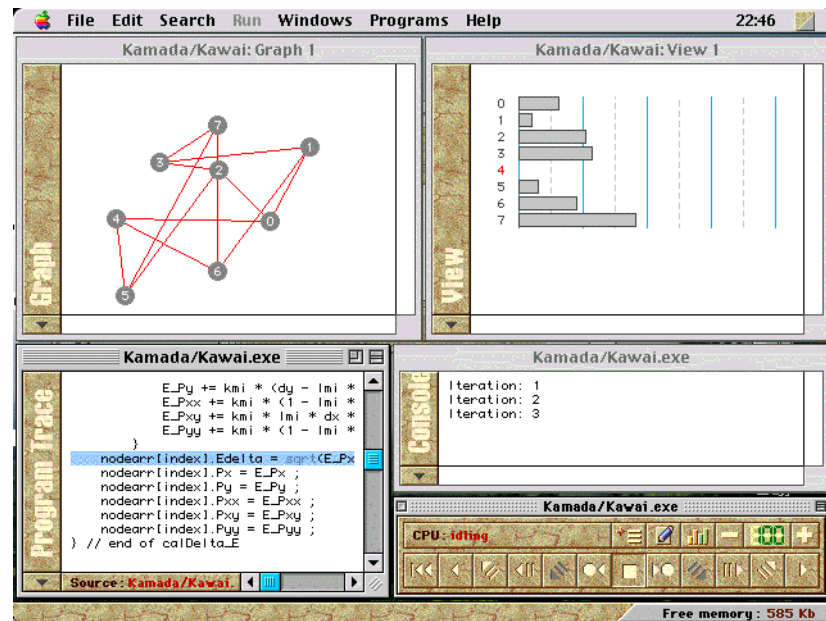 File Edit Search Run Windows Programs Help 22:46
Kamada/Kawai: Graph 1
Graph
7
1
3
2
4
0
6
5
Kamada/Kawai: View 1
View
0
1
2
3
4
5
6
7
Kamada/Kawai.exe
Program Trace
E_Py += kmi * (dy - lmi *
E_Pxx += kmi * (1 - lmi *
E_Pxy += kmi * lmi * dx *
E_Pyy += kmi * (1 - lmi *
}
nodearr[index].Edelta = sqrt(E_Px
nodearr[index].Px = E_Px ;
nodearr[index].Py = E_Py ;
nodearr[index].Pxx = E_Pxx ;
nodearr[index].Pxy = E_Pxy ;
nodearr[index].Pyy = E_Pyy ;
} // end of calDelta_E
Source: Kamada/Kawai.
Kamada/Kawai.exe
Console
Iteration: 1
Iteration: 2
Iteration: 3
Kamada/Kawai.exe
CPU: idling
100
Free memory: 585 Kb